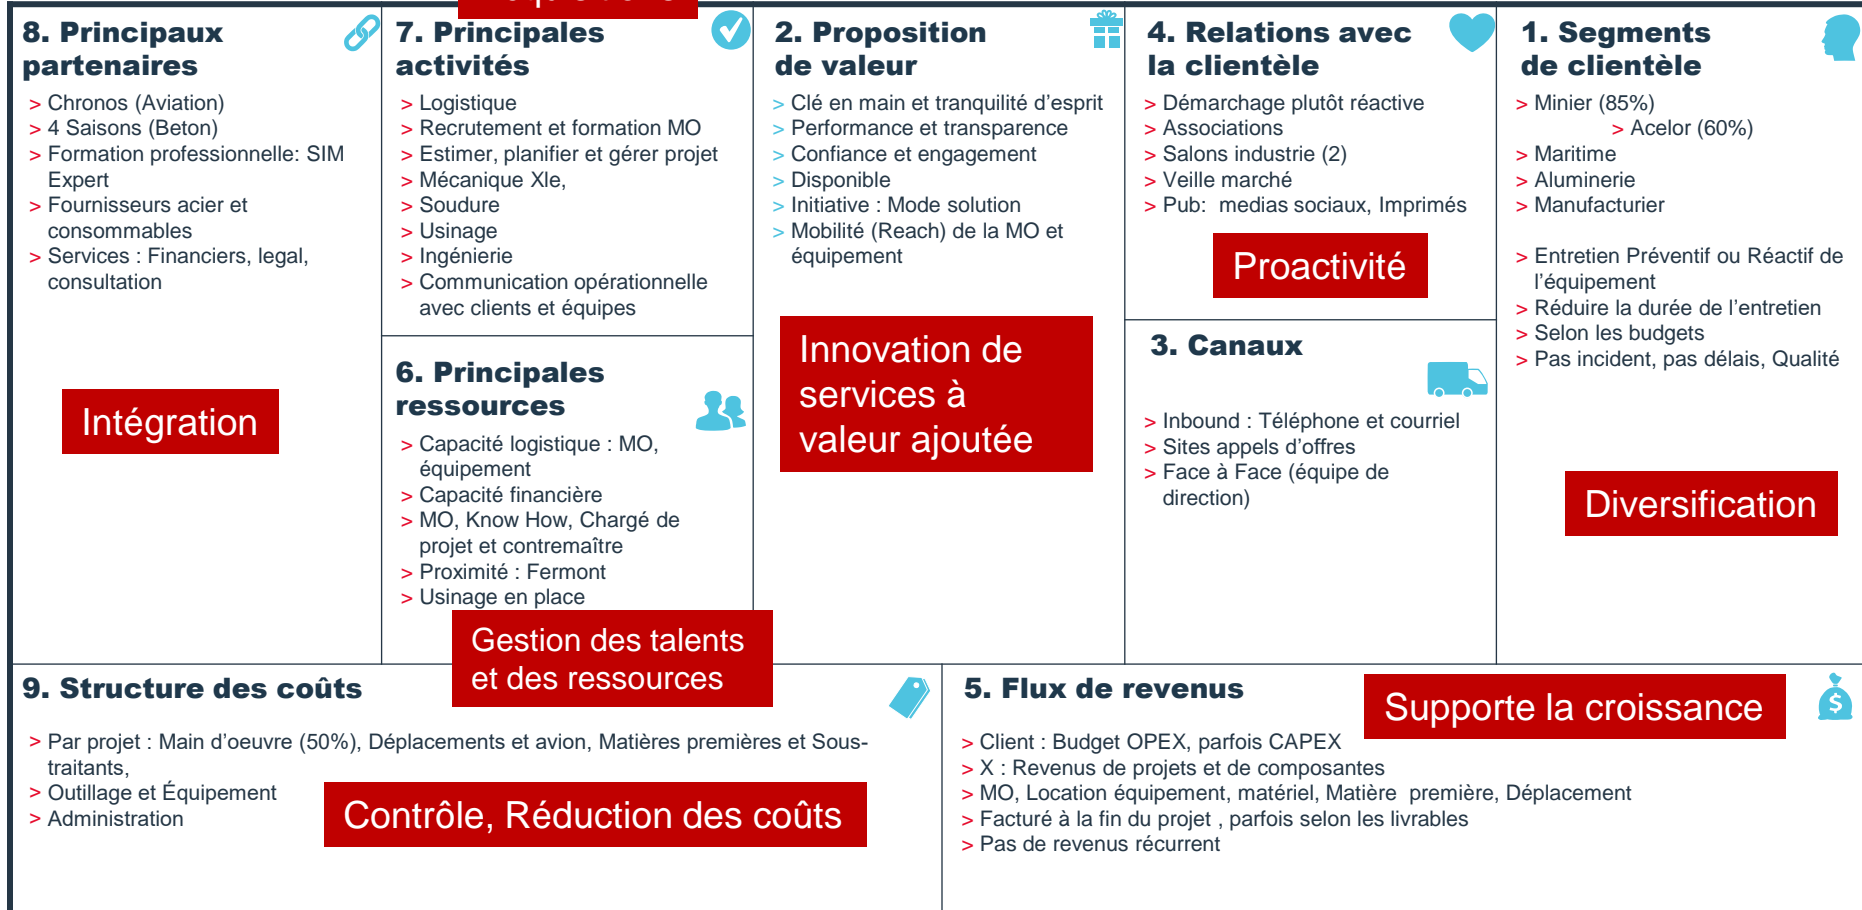 8. Principaux
partenaires
> Chronos (Aviation)
> 4 Saisons (Beton)
> Formation professionnelle: SIM
Expert
> Fournisseurs acier et
consommables
> Services : Financiers, legal,
consultation
Intégration
7. Principales
activités
> Logistique
> Recrutement et formation MO
> Estimer, planifier et gérer projet
> Mécanique Xle,
> Soudure
> Usinage
> Ingénierie
> Communication opérationnelle
avec clients et équipes
6. Principales
ressources
> Capacité logistique : MO,
équipement
> Capacité financière
> MO, Know How, Chargé de
projet et contremaître
> Proximité : Fermont
> Usinage en place
Gestion des talents
et des ressources
2. Proposition
de valeur
> Clé en main et tranquilité d'esprit
> Performance et transparence
> Confiance et engagement
> Disponible
> Initiative : Mode solution
> Mobilité (Reach) de la MO et
équipement
Innovation de
services à
valeur ajoutée
4. Relations avec
la clientèle
> Démarchage plutôt réactive
> Associations
> Salons industrie (2)
> Veille marché
> Pub: medias sociaux, Imprimés
Proactivité
3. Canaux
> Inbound : Téléphone et courriel
> Sites appels d'offres
> Face à Face (équipe de
direction)
1. Segments
de clientèle
> Minier (85%)
> Acelor (60%)
> Maritime
> Aluminerie
> Manufacturier
> Entretien Préventif ou Réactif de
l'équipement
> Réduire la durée de l'entretien
> Selon les budgets
> Pas incident, pas délais, Qualité
Diversification
9. Structure des coûts
> Par projet : Main d'oeuvre (50%), Déplacements et avion, Matières premières et Sous-
traitants,
> Outillage et Équipement
> Administration
Contrôle, Réduction des coûts
5. Flux de revenus
Supporte la croissance
$
> Client : Budget OPEX, parfois CAPEX
> X : Revenus de projets et de composantes
> MO, Location équipement, matériel, Matière première, Déplacement
> Facturé à la fin du projet , parfois selon les livrables
> Pas de revenus récurrent